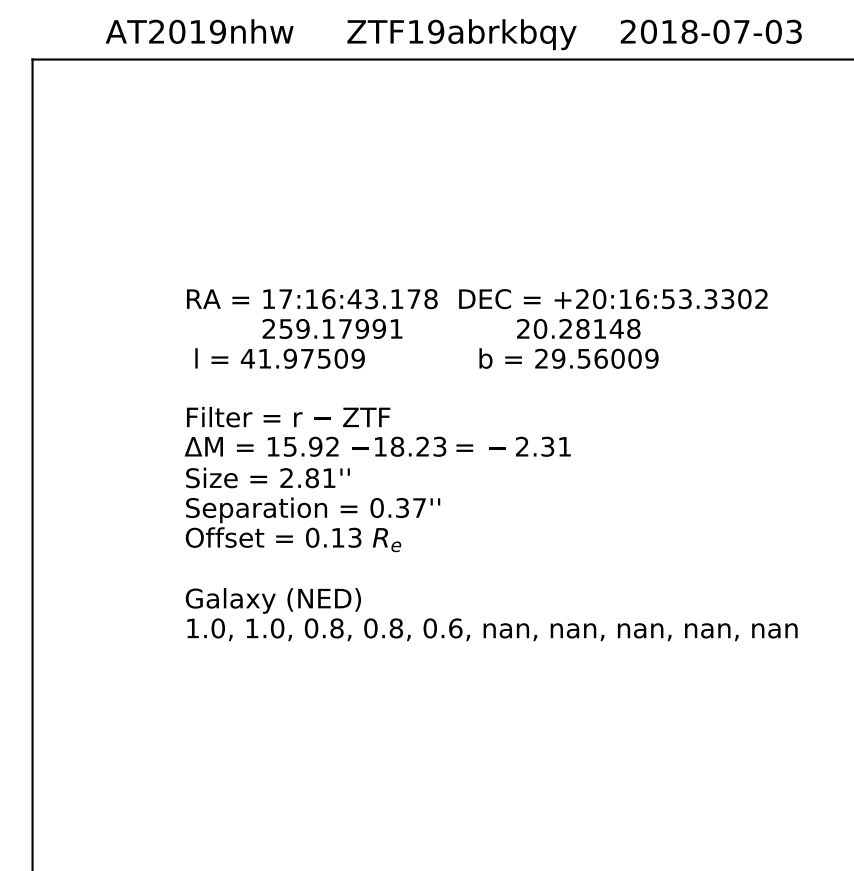 AT2019nhw ZTF19abrkbqy 2018-07-03
RA = 17:16:43.178 DEC = +20:16:53.3302
259.17991 20.28148
l = 41.97509 b = 29.56009
Filter = r − ZTF
ΔM = 15.92 −18.23 = − 2.31
Size = 2.81''
Separation = 0.37''
Offset = 0.13 Re
Galaxy (NED)
1.0, 1.0, 0.8, 0.8, 0.6, nan, nan, nan, nan, nan